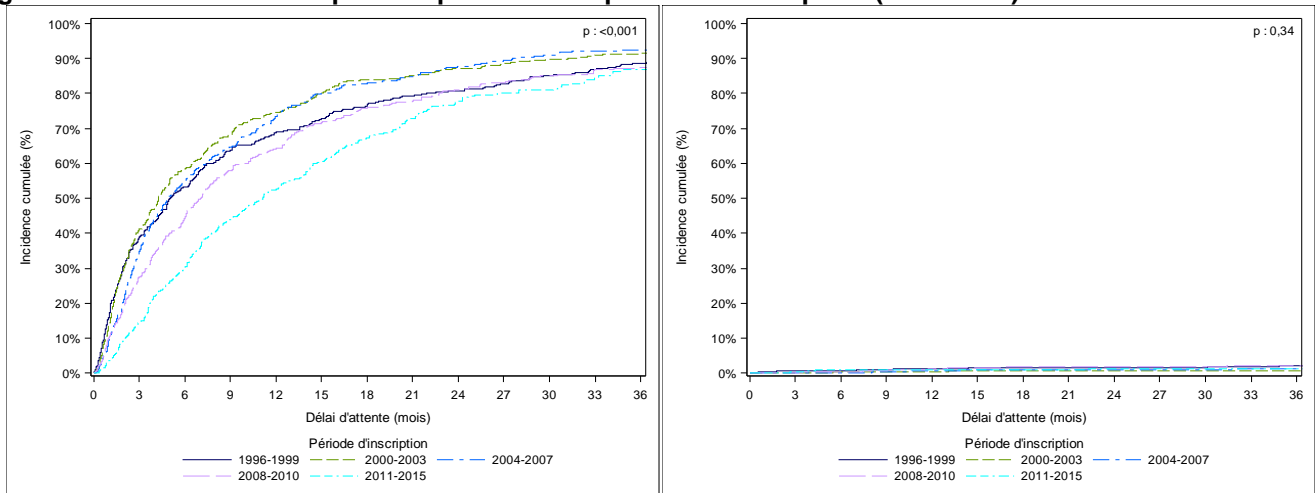 p : <0,001
100%
90%
80%
70%
60%
50%
40%
30%
20%
10%
0%
Incidence cumulée (%)
0 3 6 9 12 15 18 21 24 27 30 33 36
Délai d'attente (mois)
Période d'inscription
1996-1999 2000-2003 2004-2007
2008-2010 2011-2015
p : 0,34
100%
90%
80%
70%
60%
50%
40%
30%
20%
10%
0%
Incidence cumulée (%)
0 3 6 9 12 15 18 21 24 27 30 33 36
Délai d'attente (mois)
Période d'inscription
1996-1999 2000-2003 2004-2007
2008-2010 2011-2015